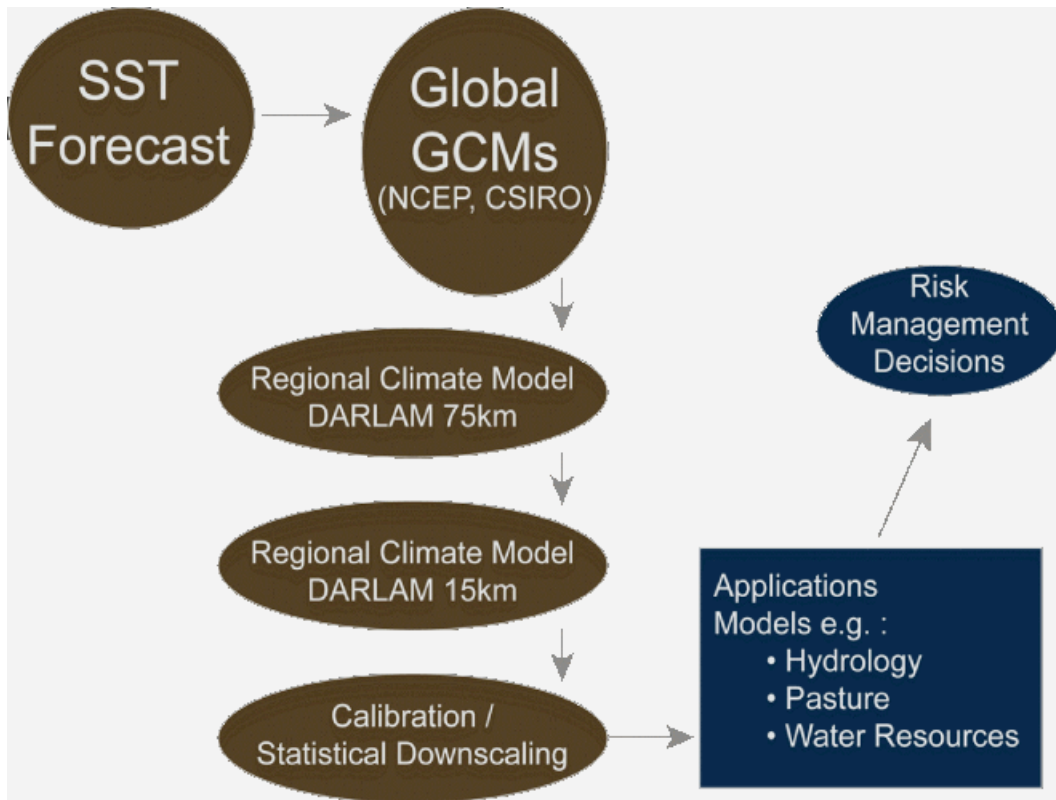 SST
Forecast
Global
GCMs
(NCEP, CSIRO)
Regional Climate Model
DARLAM 75km
Regional Climate Model
DARLAM 15km
Calibration /
Statistical Downscaling
Applications
Models e.g. :
• Hydrology
• Pasture
• Water Resources
Risk
Management
Decisions